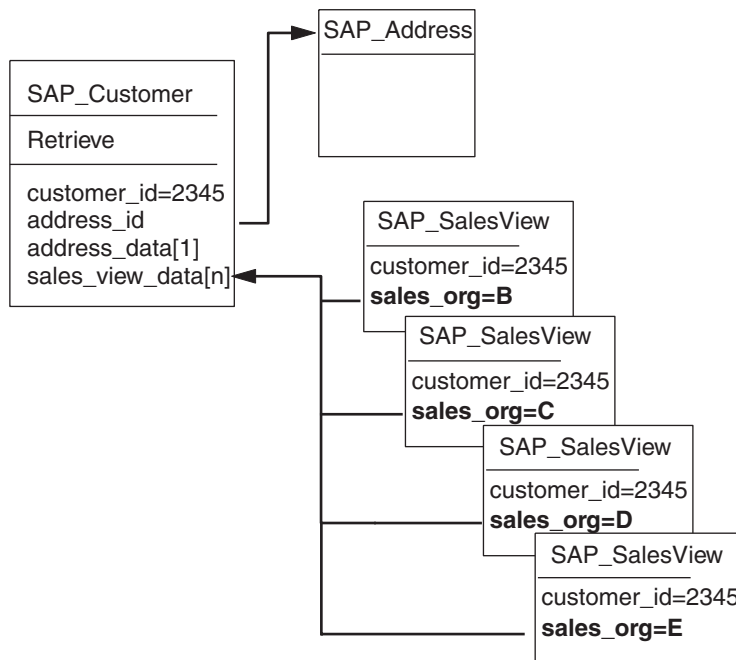 SAP_Address
SAP_Customer
Retrieve
customer_id=2345
address_id
address_data[1]
sales_view_data[n]
SAP_SalesView
customer_id=2345
sales_org=B
SAP_SalesView
customer_id=2345
sales_org=C
SAP_SalesView
customer_id=2345
sales_org=D
SAP_SalesView
customer_id=2345
sales_org=E